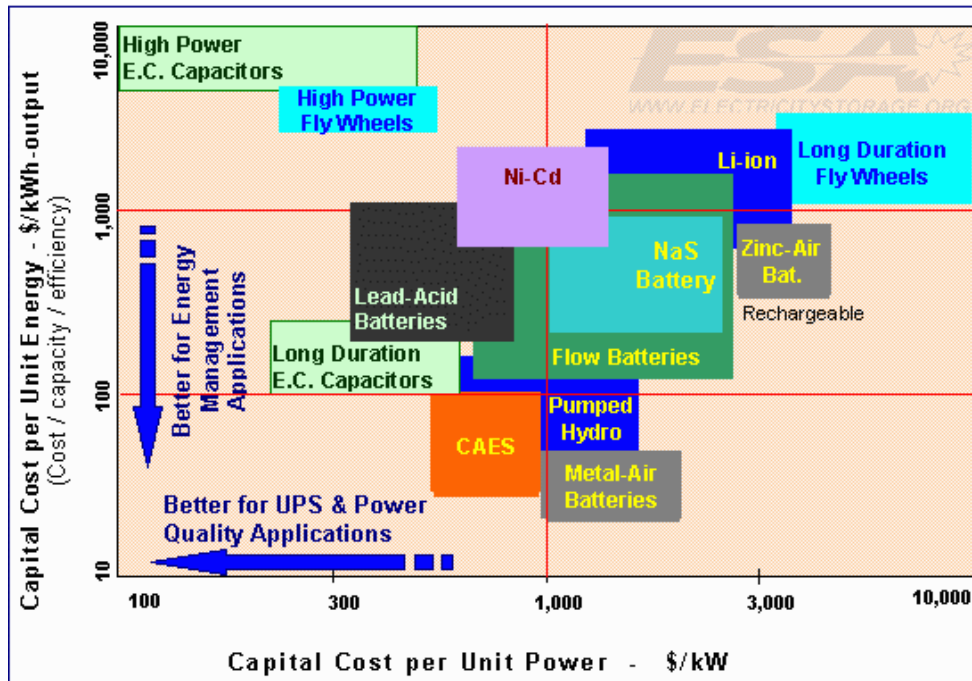 10,000
1,000
100
10
Capital Cost per Unit Energy - $/kWh-output
(Cost / capacity / efficiency)
High Power
E.C. Capacitors
ESA
WWW.ELECTRICITYSTORAGE.ORG
High Power
Fly Wheels
Li-ion
Long Duration
Fly Wheels
Ni-Cd
NaS
Battery
Zinc-Air
Bat.
Rechargeable
Lead-Acid
Batteries
Flow Batteries
Long Duration
E.C. Capacitors
Better for Energy
Management
Applications
Pumped
Hydro
CAES
Metal-Air
Batteries
Better for UPS & Power
Quality Applications
100
300
1,000
3,000
10,000
Capital Cost per Unit Power - $/kW